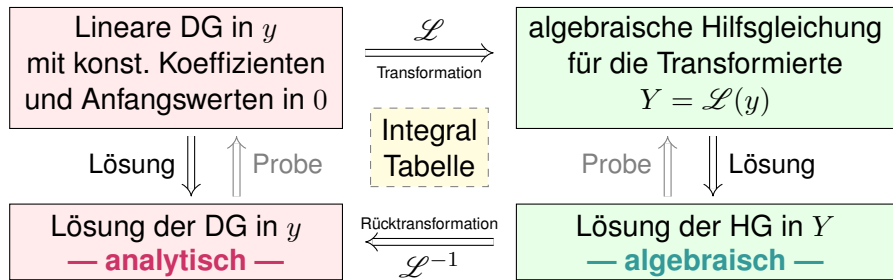 Lineare DG in y
mit konst. Koeffizienten
und Anfangswerten in 0
ℒ
Transformation
algebraische Hilfsgleichung
für die Transformierte
Y = ℒ(y)
Integral
Tabelle
Lösung
Probe
Probe
Lösung
Lösung der DG in y
— analytisch —
Rücktransformation
ℒ⁻¹
Lösung der HG in Y
— algebraisch —